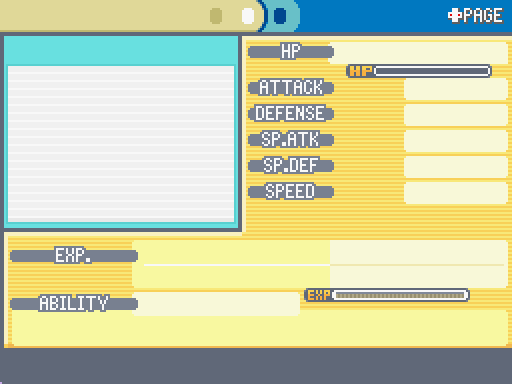 PAGE
HP
HP
ATTACK
DEFENSE
SP.ATK
SP.DEF
SPEED
EXP.
EXP
ABILITY